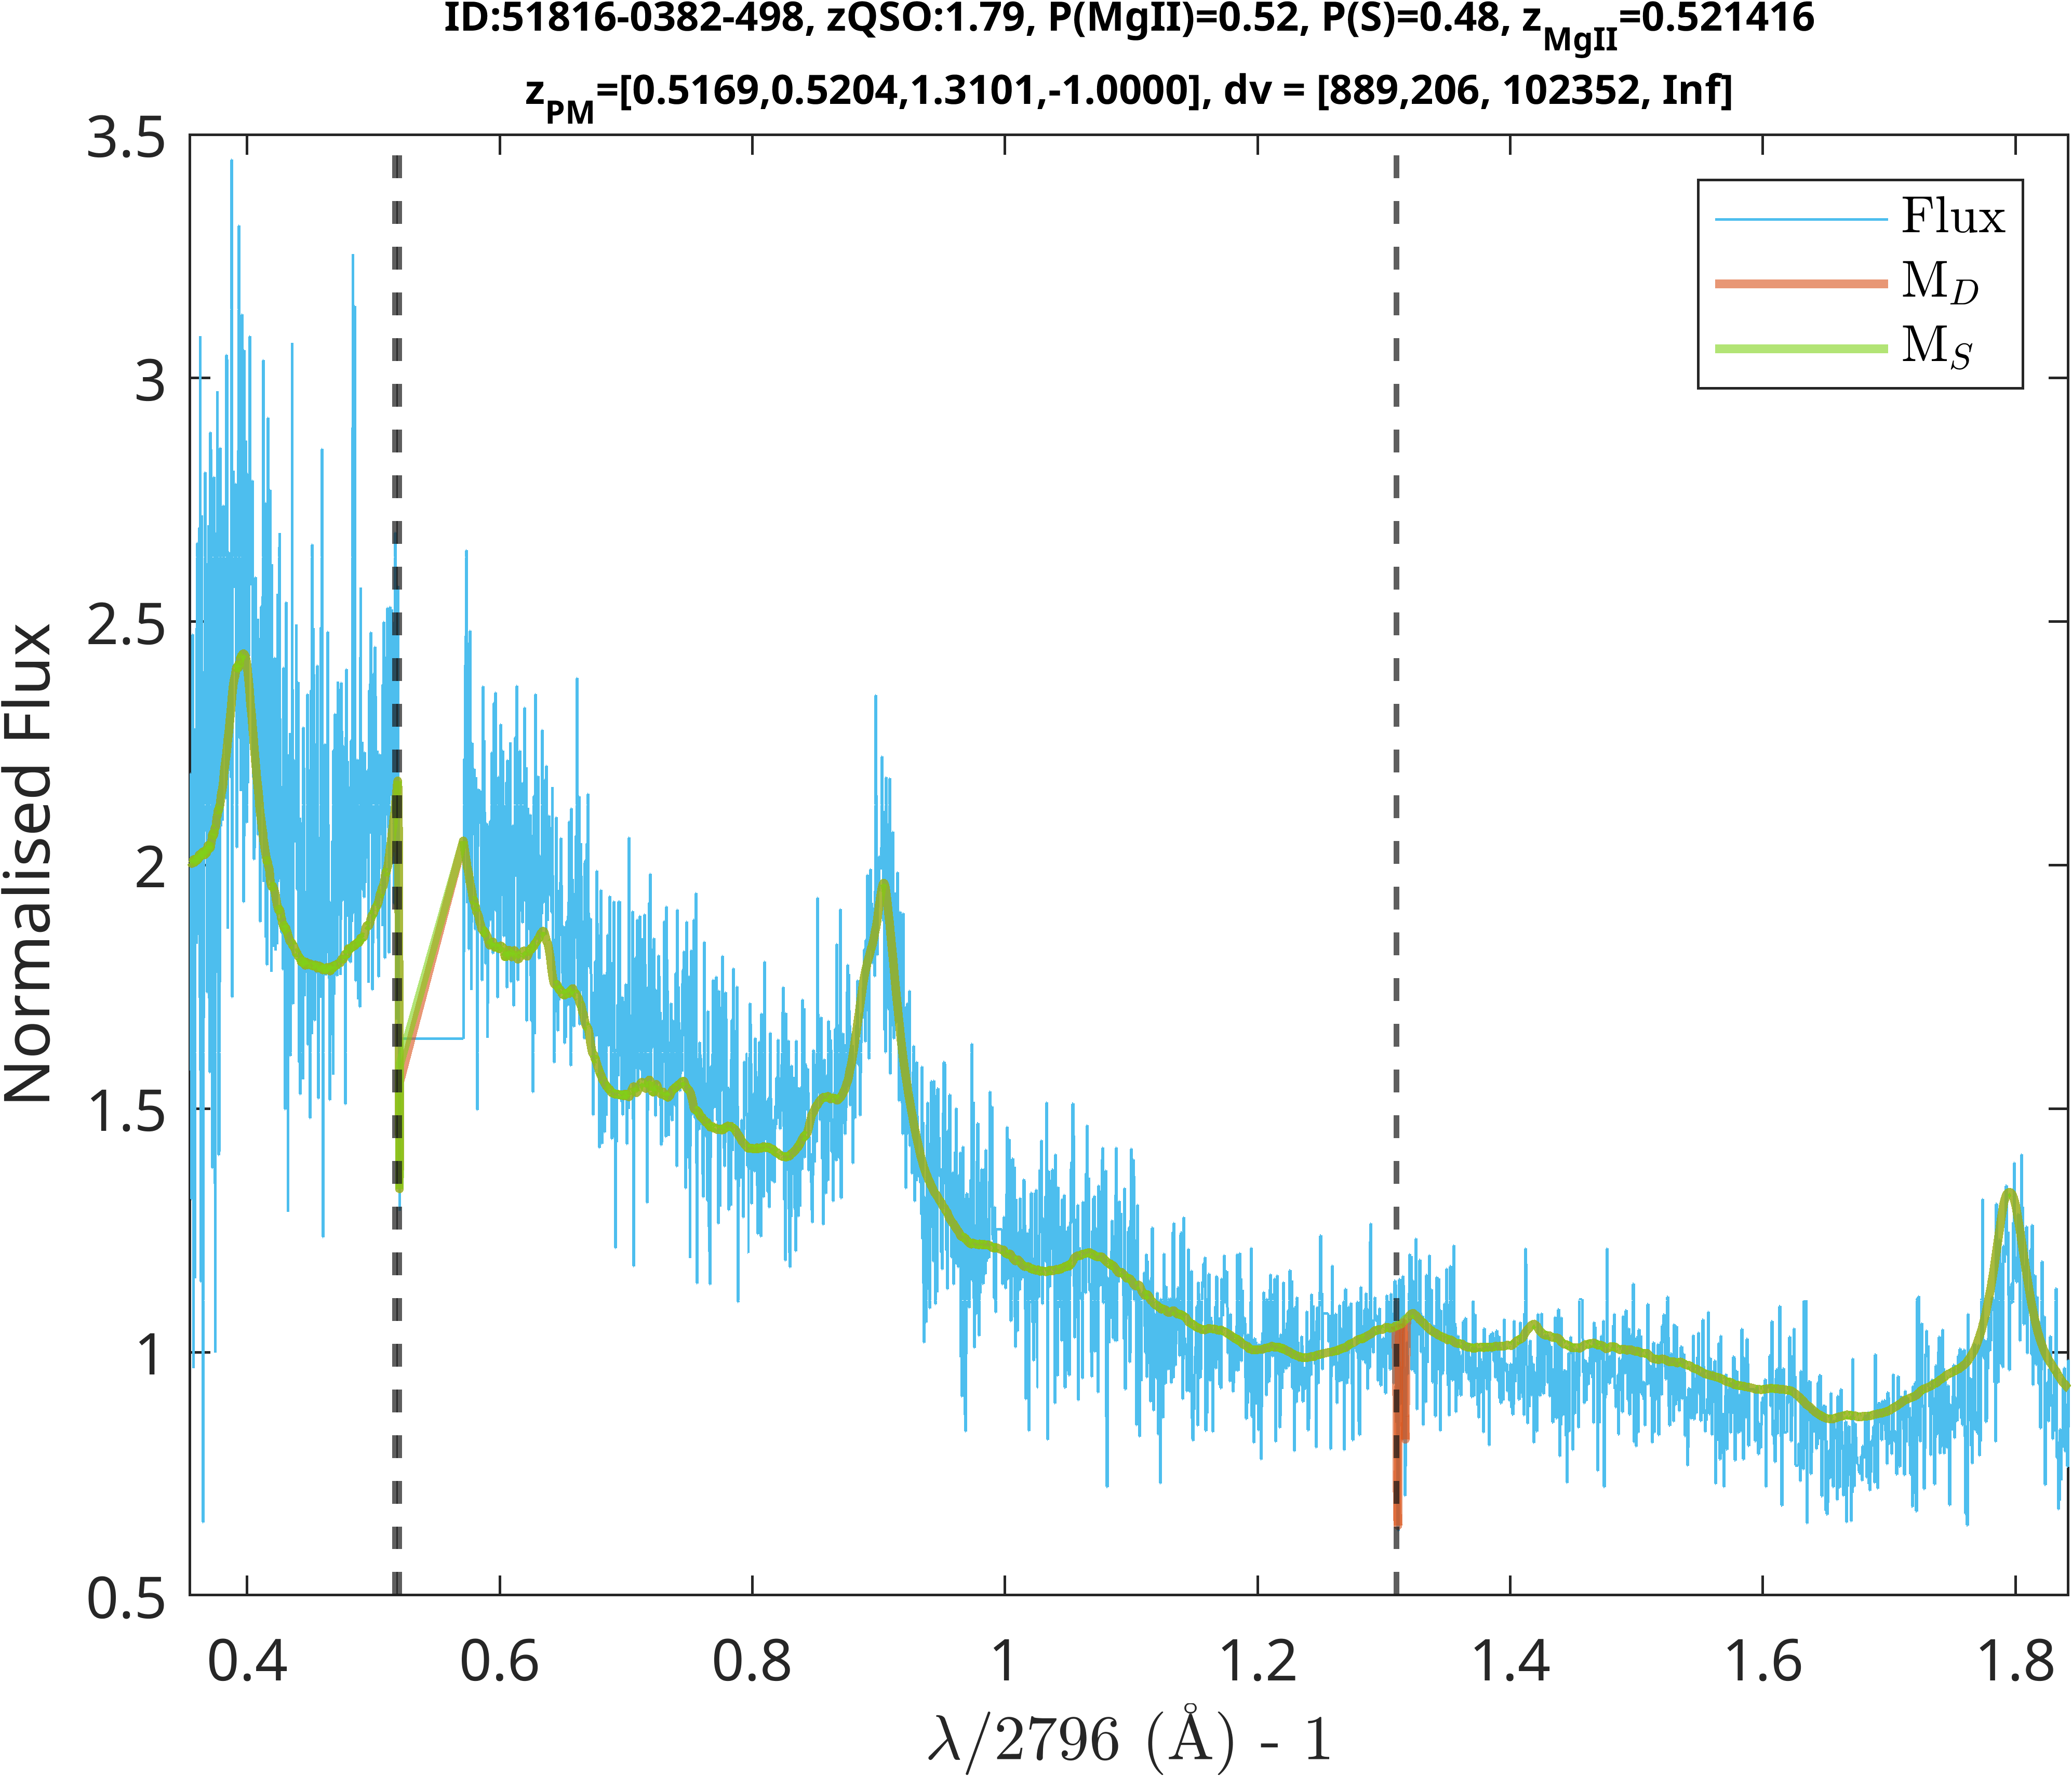 ID:51816-0382-498, zQSO:1.79, P(MgII)=0.52, P(S)=0.48, zMgII=0.521416
zPM=[0.5169,0.5204,1.3101,-1.0000], dv = [889,206, 102352, Inf]
3.5
3
2.5
2
1.5
1
0.5
Normalised Flux
Flux
MD
MS
0.4
0.6
0.8
1
1.2
1.4
1.6
1.8
λ/2796 (Å) - 1